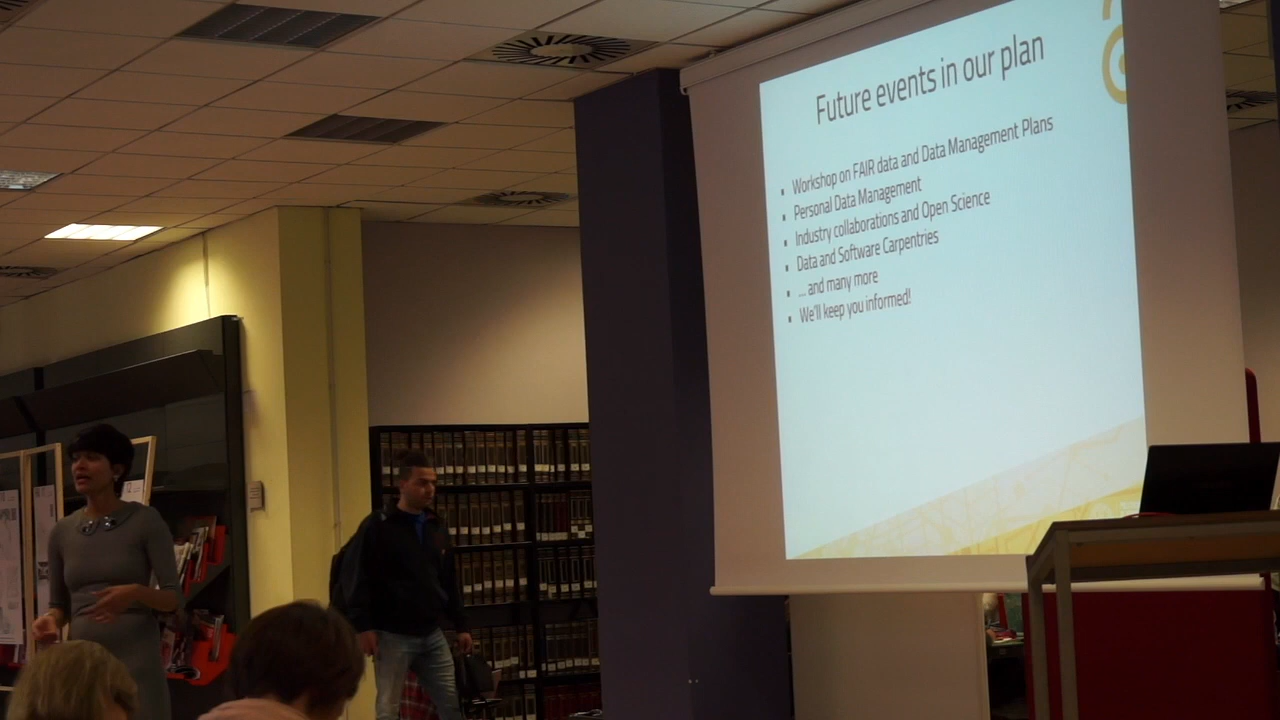 Future events in our plan
▪ Workshop on FAIR data and Data Management Plans
▪ Personal Data Management
▪ Industry collaborations and Open Science
▪ Data and Software Carpentries
▪ ... and many more
▪ We'll keep you informed!